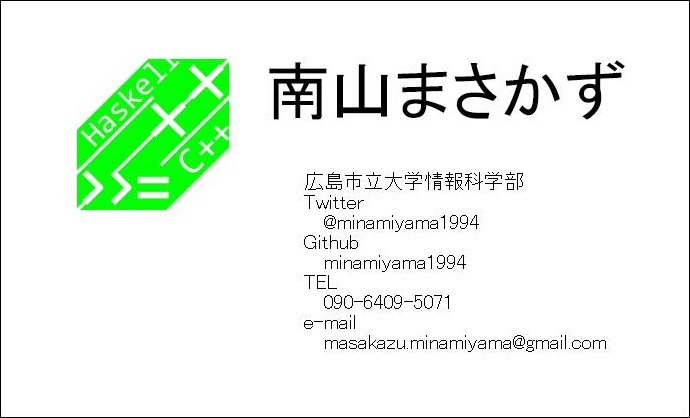 Haskell
++
>>=
C++
南山まさかず
広島市立大学情報科学部
Twitter
@minamiyama1994
Github
minamiyama1994
TEL
090-6409-5071
e-mail
masakazu.minamiyama@gmail.com